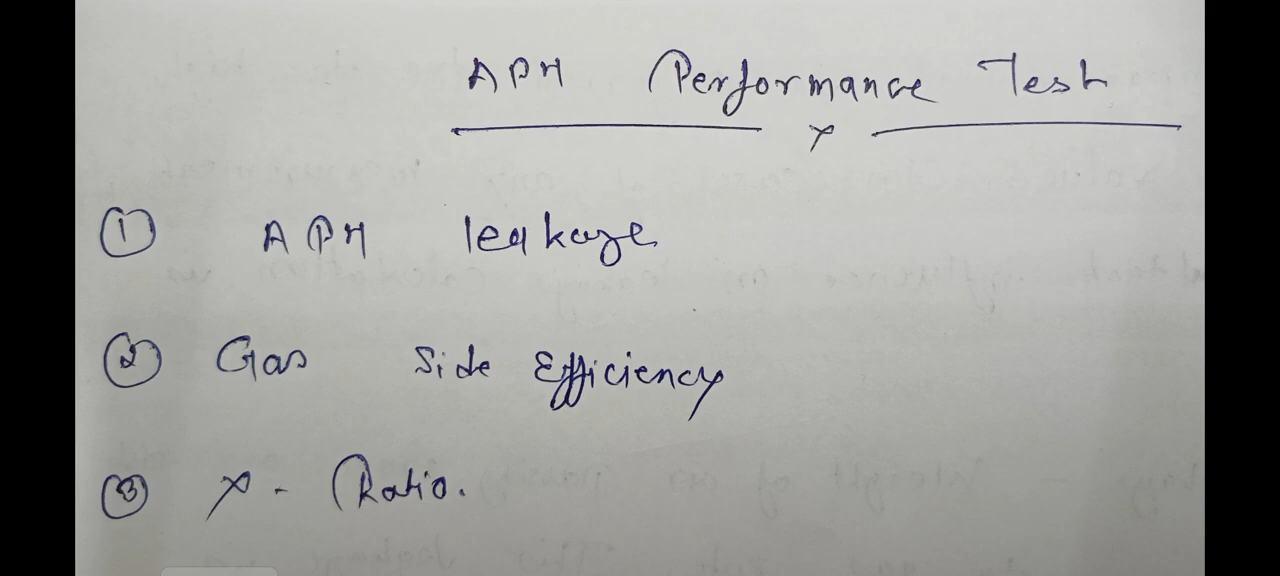 APH Performance Test
x
① APH leakage
② Gas Side Efficiency
③ X - Ratio.